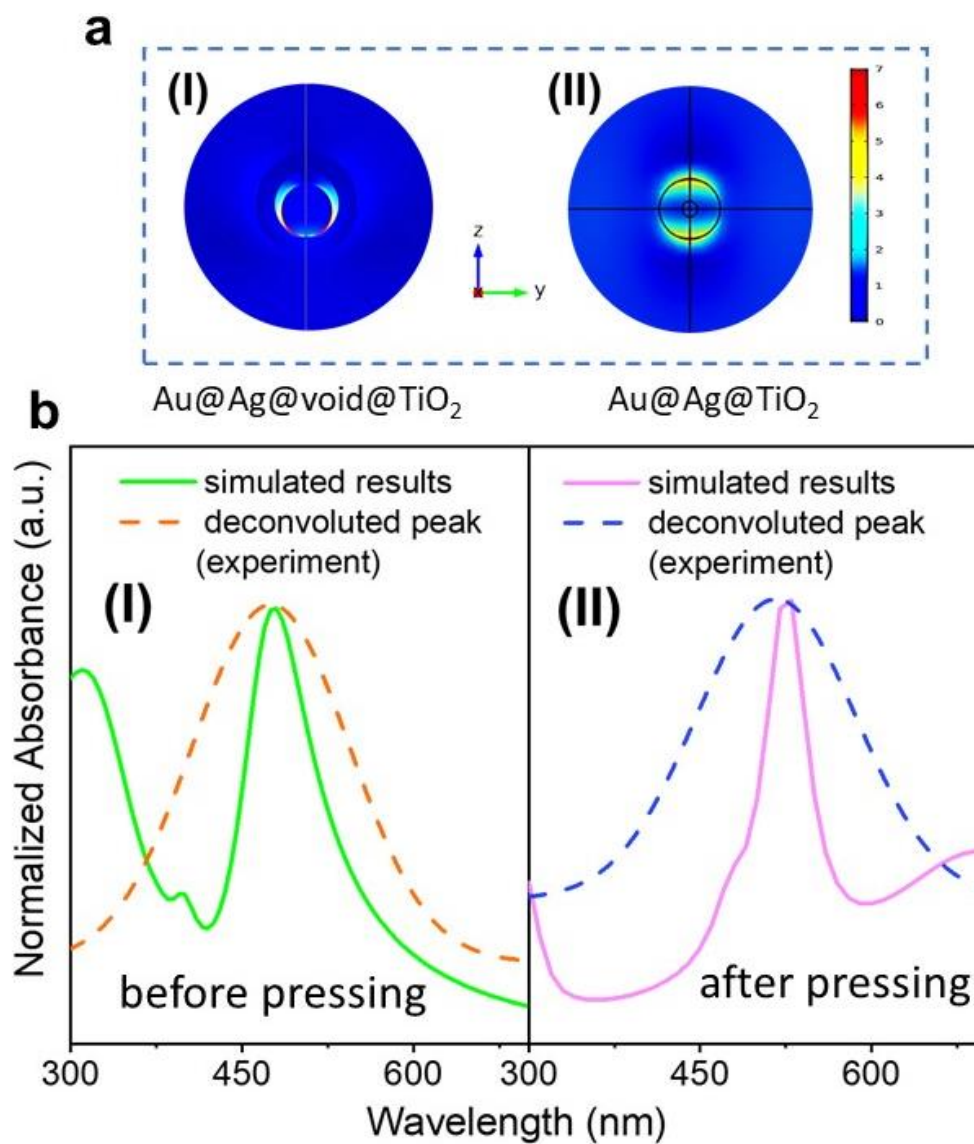 a
(I)
(II)
7
6
5
4
3
2
1
0
z
y
Au@Ag@void@TiO₂
Au@Ag@TiO₂
b
Normalized Absorbance (a.u.)
simulated results
deconvoluted peak
(experiment)
(I)
before pressing
simulated results
deconvoluted peak
(experiment)
(II)
after pressing
300
450
600
300
450
600
Wavelength (nm)